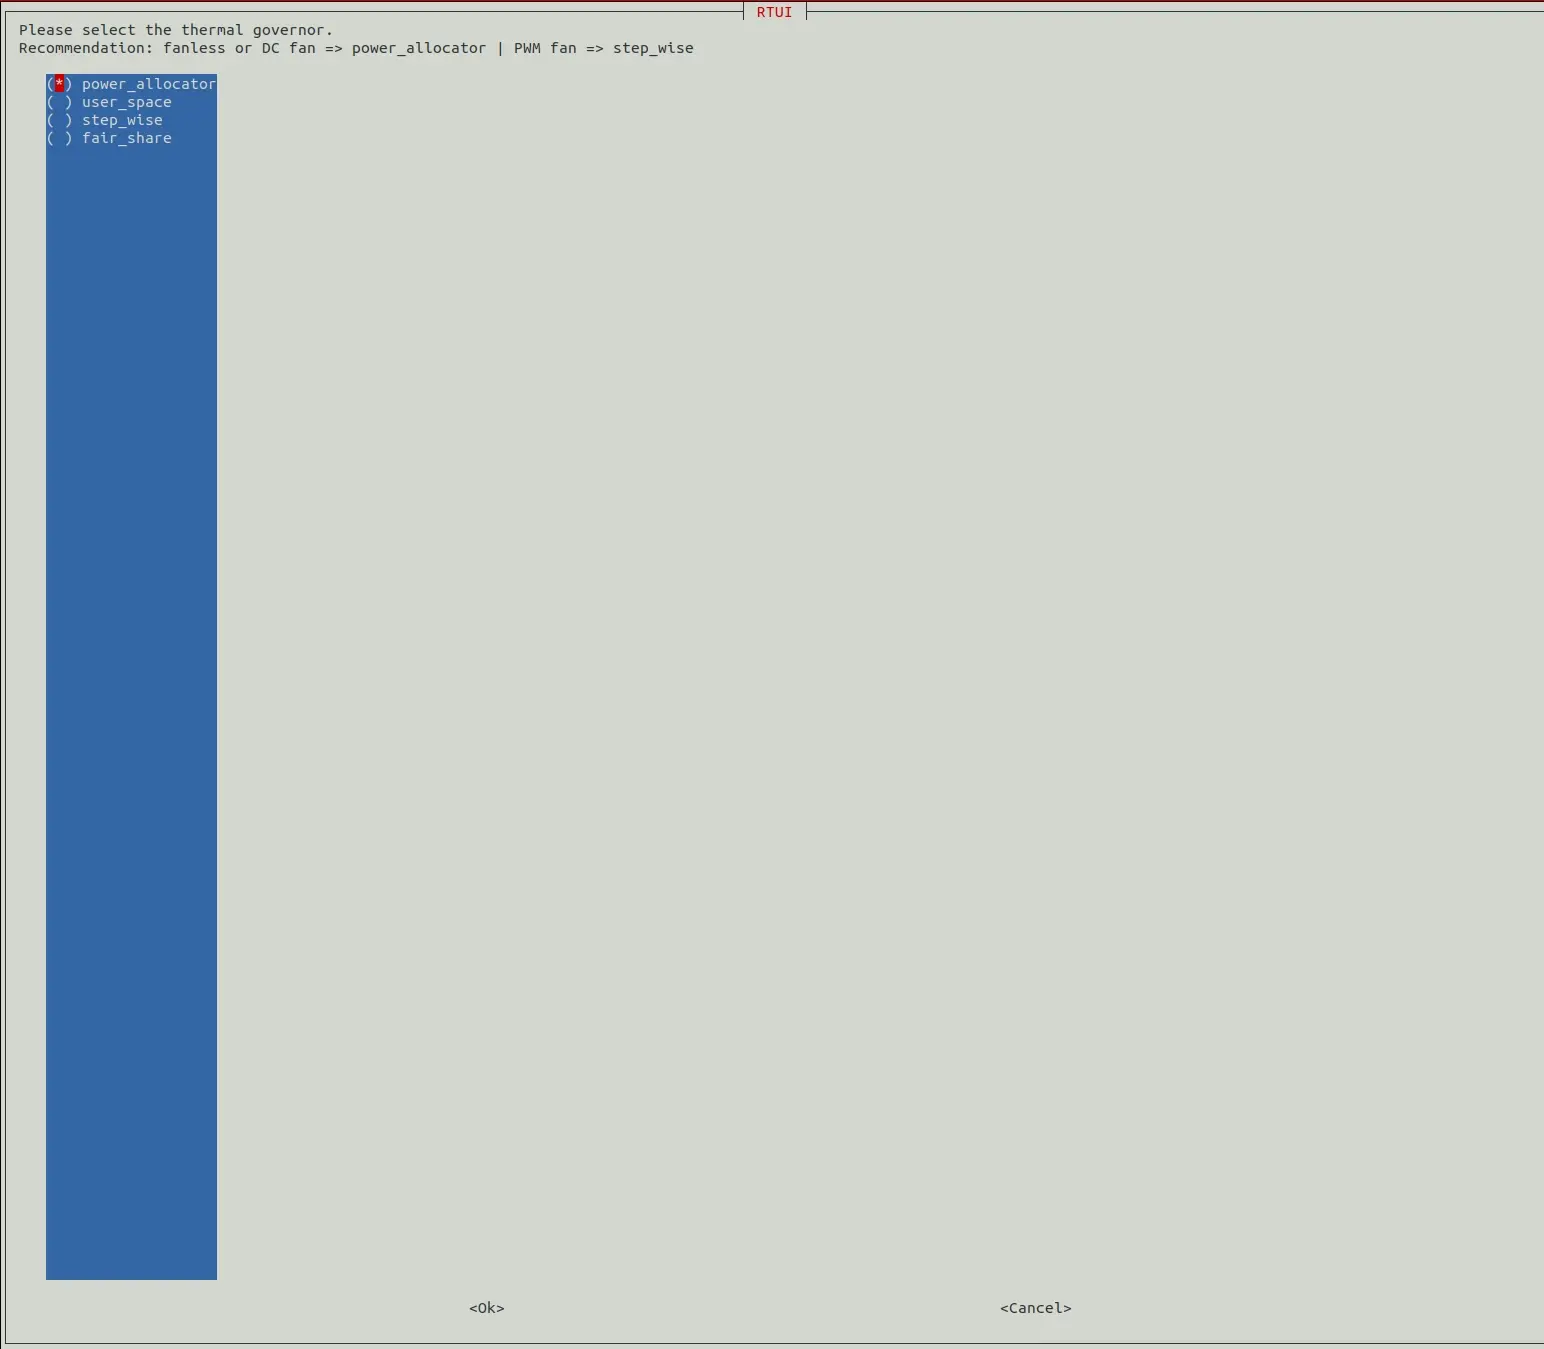 RTUI
Please select the thermal governor.
Recommendation: fanless or DC fan => power_allocator | PWM fan => step_wise
(*) power_allocator
( ) user_space
( ) step_wise
( ) fair_share
<Ok> <Cancel>